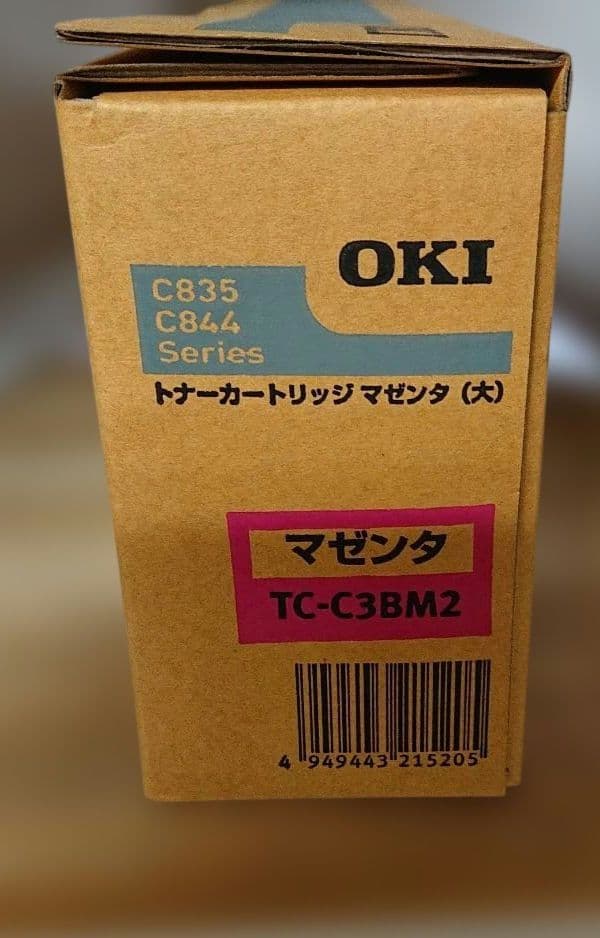 OKI
C835
C844
Series
トナーカートリッジ マゼンタ（大）
マゼンタ
TC-C3BM2
4 949443 215205